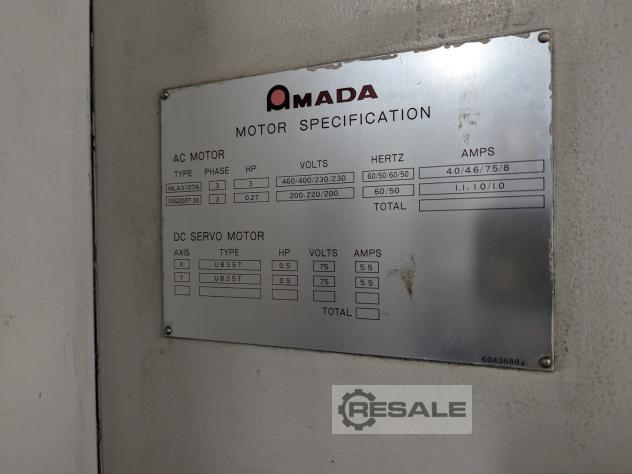 AMADA
MOTOR SPECIFICATION
AC MOTOR
TYPE PHASE HP VOLTS HERTZ AMPS
MLA3107A 3 3 460/400/230/230 60/50/60/50 4.0/4.6/7.5/8
3 0.27 200.220/200 60/50 1.1. 1.0/1.0
TOTAL
DC SERVO MOTOR
AXIS TYPE HP VOLTS AMPS
X U835T 0.5 75 5.5
Y U835T 0.5 75 5.5
TOTAL
6043688
RESALE